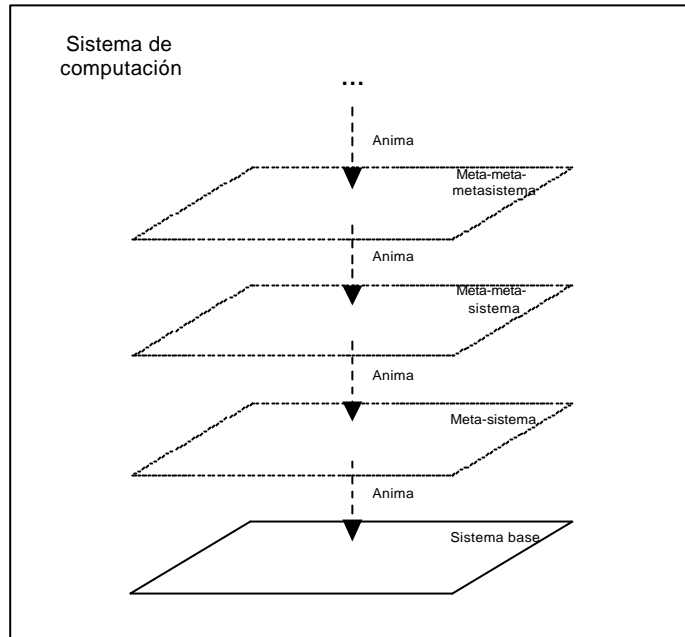 Sistema de
computación
...
Anima
Meta-meta-
metasistema
Anima
Meta-meta-
sistema
Anima
Meta-sistema
Anima
Sistema base